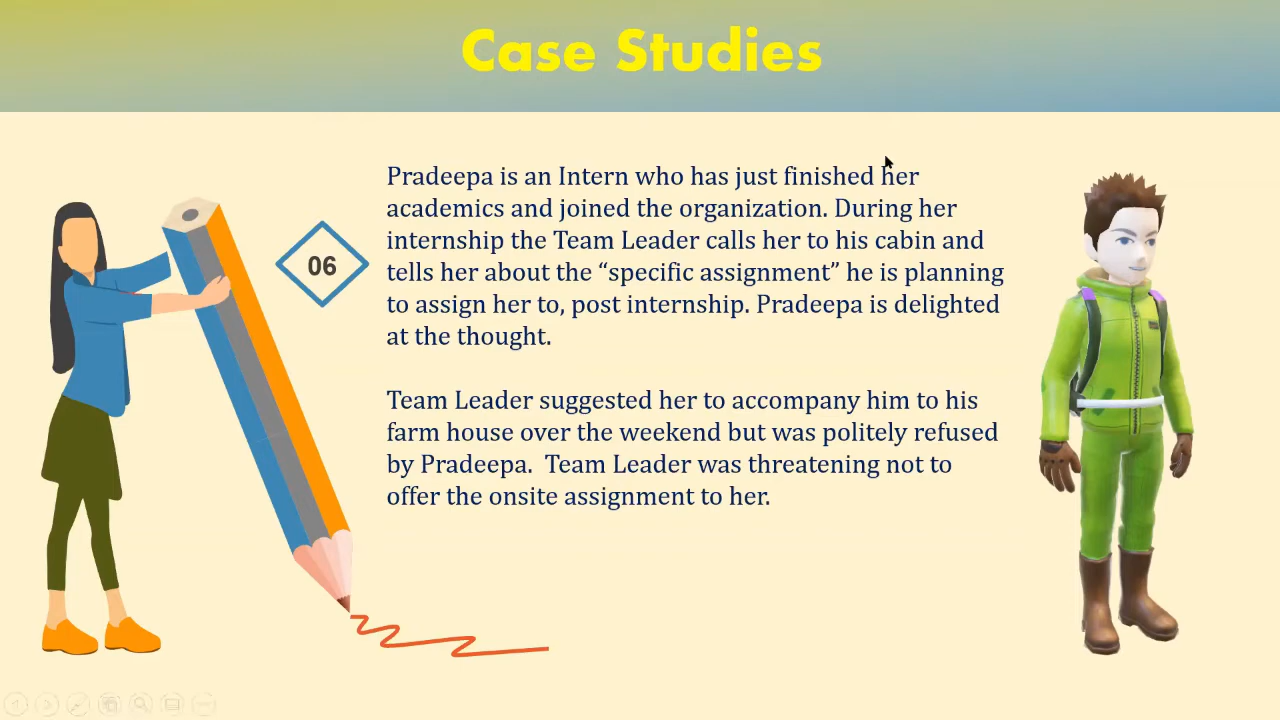 Case Studies
06
Pradeepa is an Intern who has just finished her
academics and joined the organization. During her
internship the Team Leader calls her to his cabin and
tells her about the “specific assignment” he is planning
to assign her to, post internship. Pradeepa is delighted
at the thought.
Team Leader suggested her to accompany him to his
farm house over the weekend but was politely refused
by Pradeepa.  Team Leader was threatening not to
offer the onsite assignment to her.